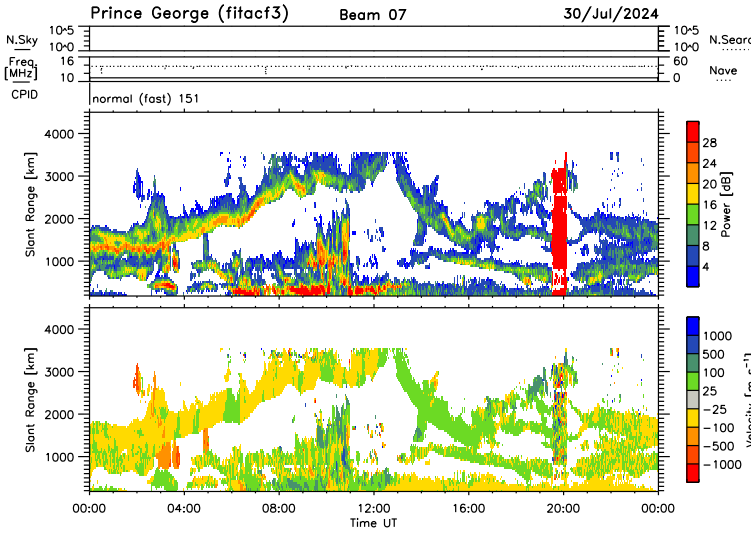 Prince George (fitacf3) Beam 07 30/Jul/2024
N.Sky 10^5 10^0 10^5 10^0 N.Sear
Freq. [MHz] 16 10 60 0 Nave
CPID normal (fast) 151
Slant Range [km] 4000 3000 2000 1000
28 24 20 16 12 8 4 Power [dB]
Slant Range [km] 4000 3000 2000 1000
1000 500 100 25 -25 -100 -500 -1000
00:00 04:00 08:00 12:00 16:00 20:00 00:00
Time UT